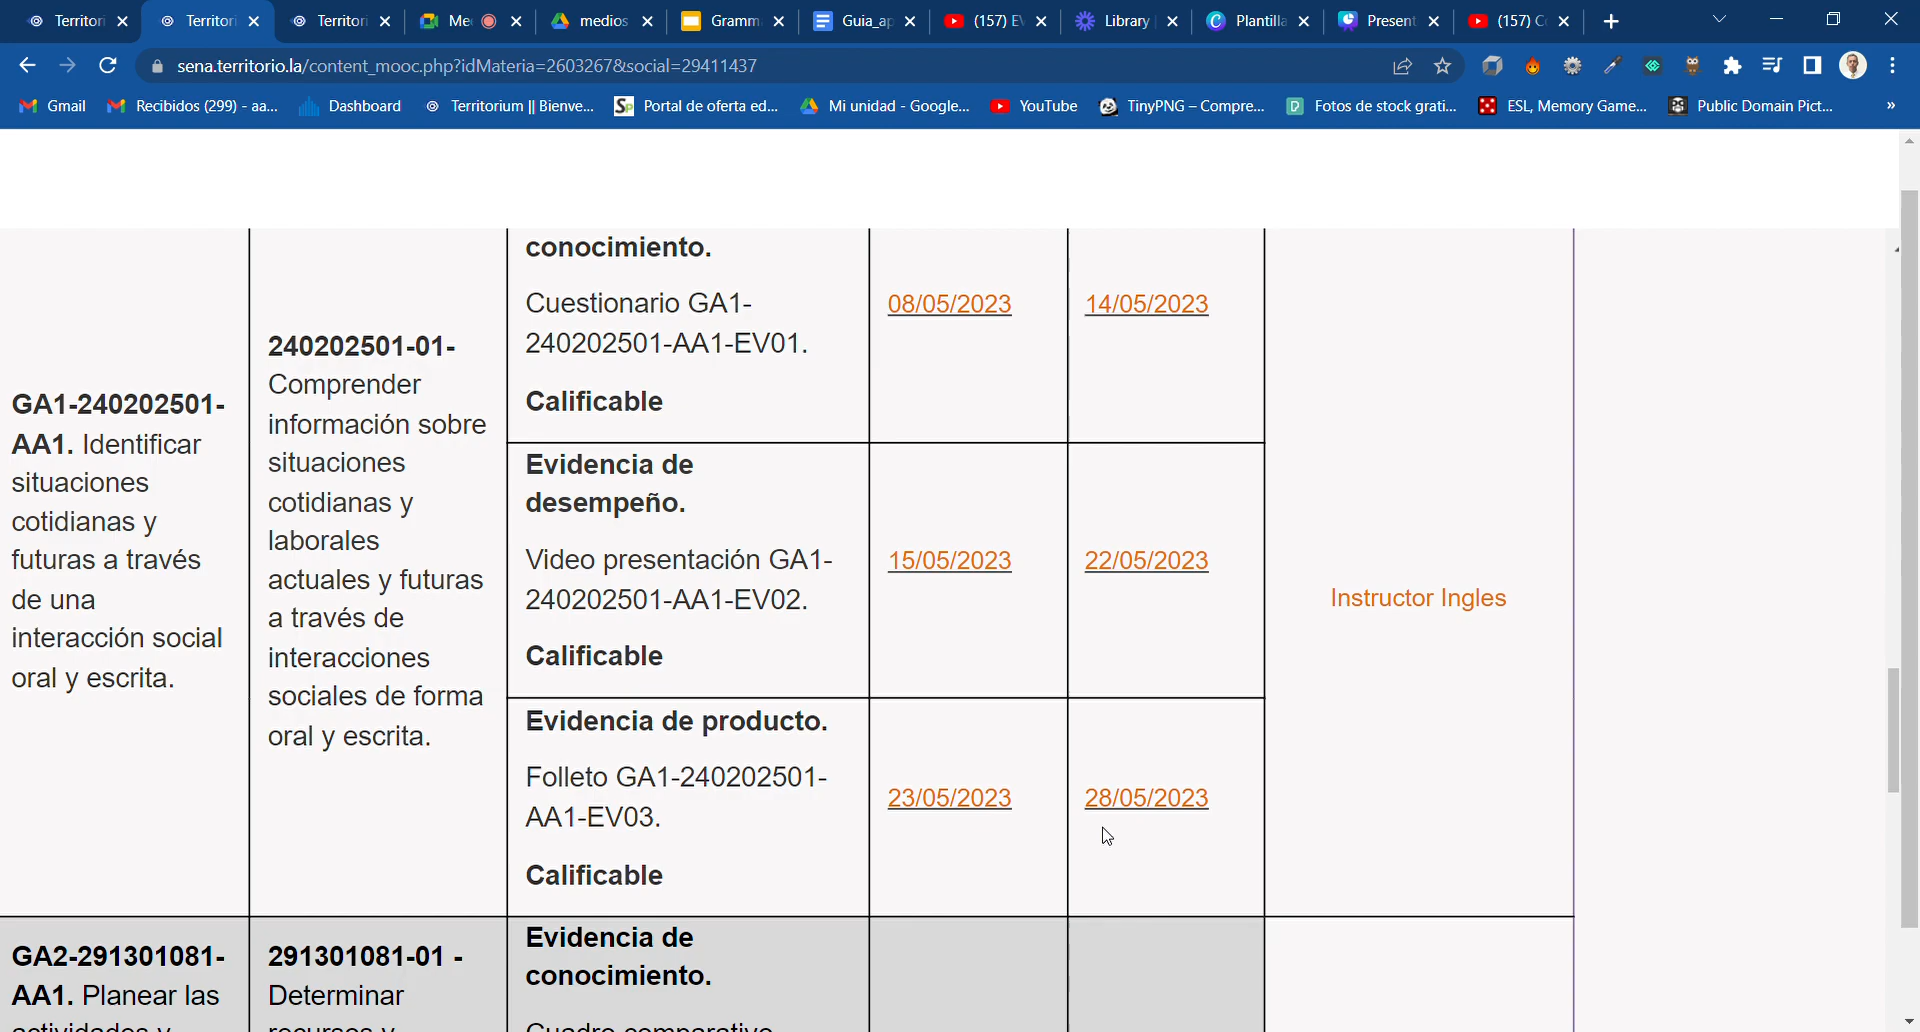 Territori
Territori
Territori
Me
medios
Gramm
Guia_ap
(157) E
Library
Plantilla
Present
(157) C
sena.territorio.la/content_mooc.php?idMateria=2603267&social=29411437
Gmail
Recibidos (299) - aa...
Dashboard
Territorium || Bienve...
Portal de oferta ed...
Mi unidad - Google...
YouTube
TinyPNG – Compre...
Fotos de stock grati...
ESL, Memory Game...
Public Domain Pict...
»
GA1-240202501-
AA1. Identificar
situaciones
cotidianas y
futuras a través
de una
interacción social
oral y escrita.
240202501-01-
Comprender
información sobre
situaciones
cotidianas y
laborales
actuales y futuras
a través de
interacciones
sociales de forma
oral y escrita.
conocimiento.
Cuestionario GA1-
240202501-AA1-EV01.
Calificable
08/05/2023
14/05/2023
Evidencia de
desempeño.
Video presentación GA1-
240202501-AA1-EV02.
Calificable
15/05/2023
22/05/2023
Evidencia de producto.
Folleto GA1-240202501-
AA1-EV03.
Calificable
23/05/2023
28/05/2023
Instructor Ingles
GA2-291301081-
AA1. Planear las
actividades y
291301081-01 -
Determinar
recursos y
Evidencia de
conocimiento.
Cuadro comparativo